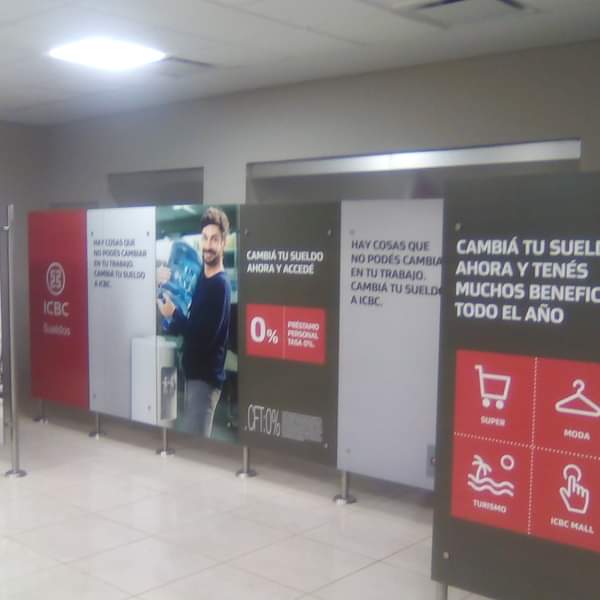 ICBC
Sueldos
HAY COSAS QUE
NO PODÉS CAMBIAR
EN TU TRABAJO.
CAMBIÁ TU SUELDO
A ICBC.
CAMBIÁ TU SUELDO
AHORA Y ACCEDÉ
0%
PRÉSTAMO
PERSONAL
TASA 0%.
CFT:0%
HAY COSAS QUE
NO PODÉS CAMBIAR
EN TU TRABAJO.
CAMBIÁ TU SUELDO
A ICBC.
CAMBIÁ TU SUEL
AHORA Y TENÉS
MUCHOS BENEFIC
TODO EL AÑO
SUPER
MODA
TURISMO
ICBC MALL